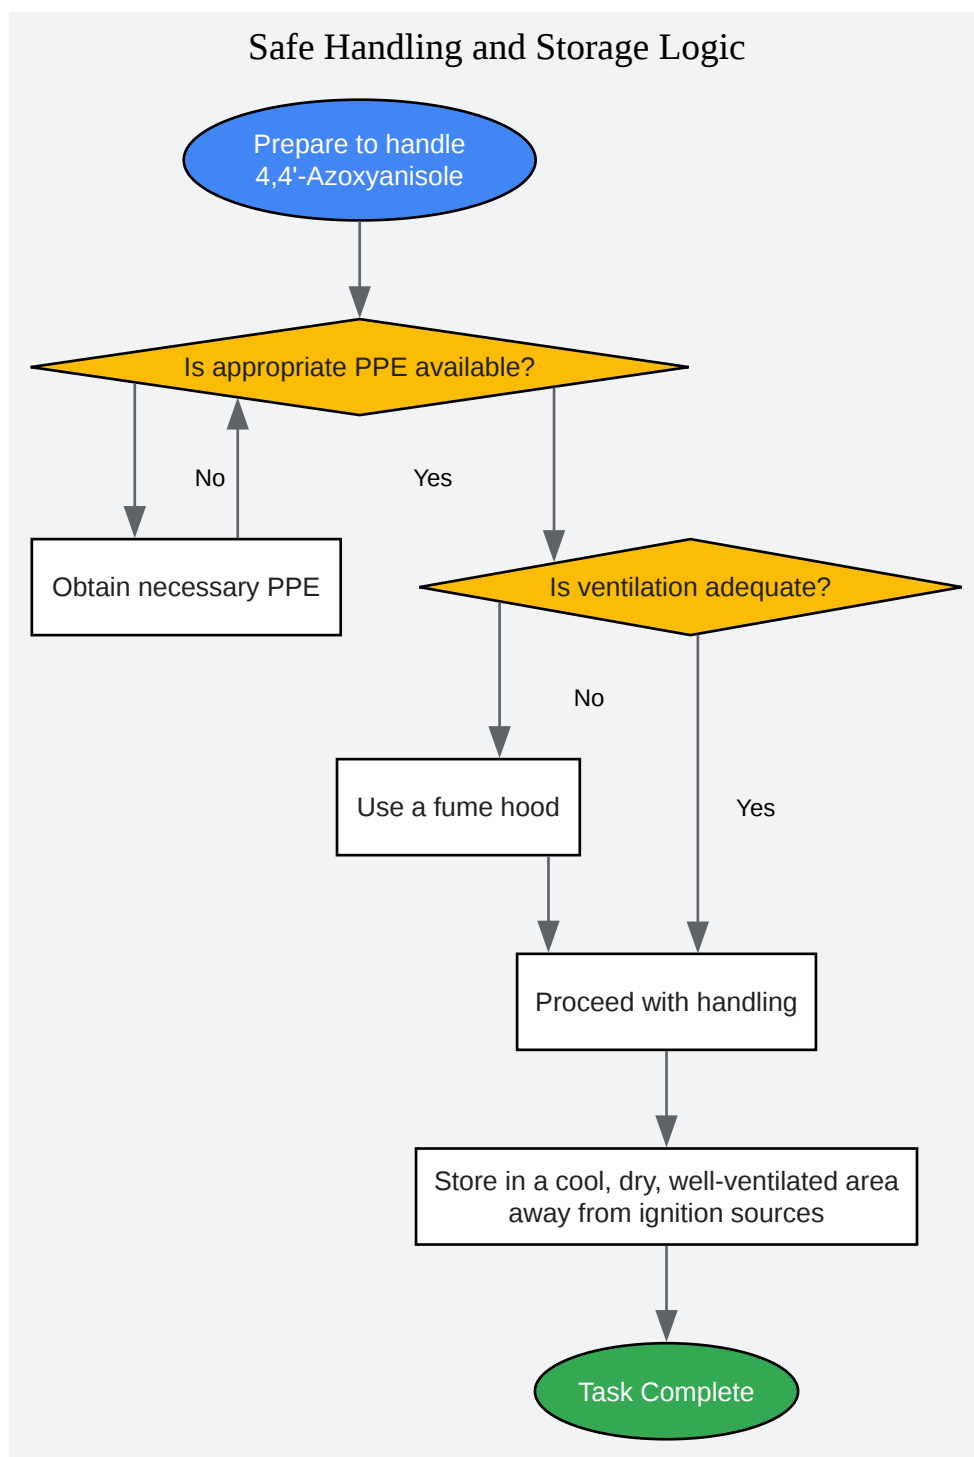 Safe Handling and Storage Logic
Prepare to handle
4,4'-Azoxyanisole
Is appropriate PPE available?
No
Yes
Obtain necessary PPE
Is ventilation adequate?
No
Use a fume hood
Yes
Proceed with handling
Store in a cool, dry, well-ventilated area
away from ignition sources
Task Complete